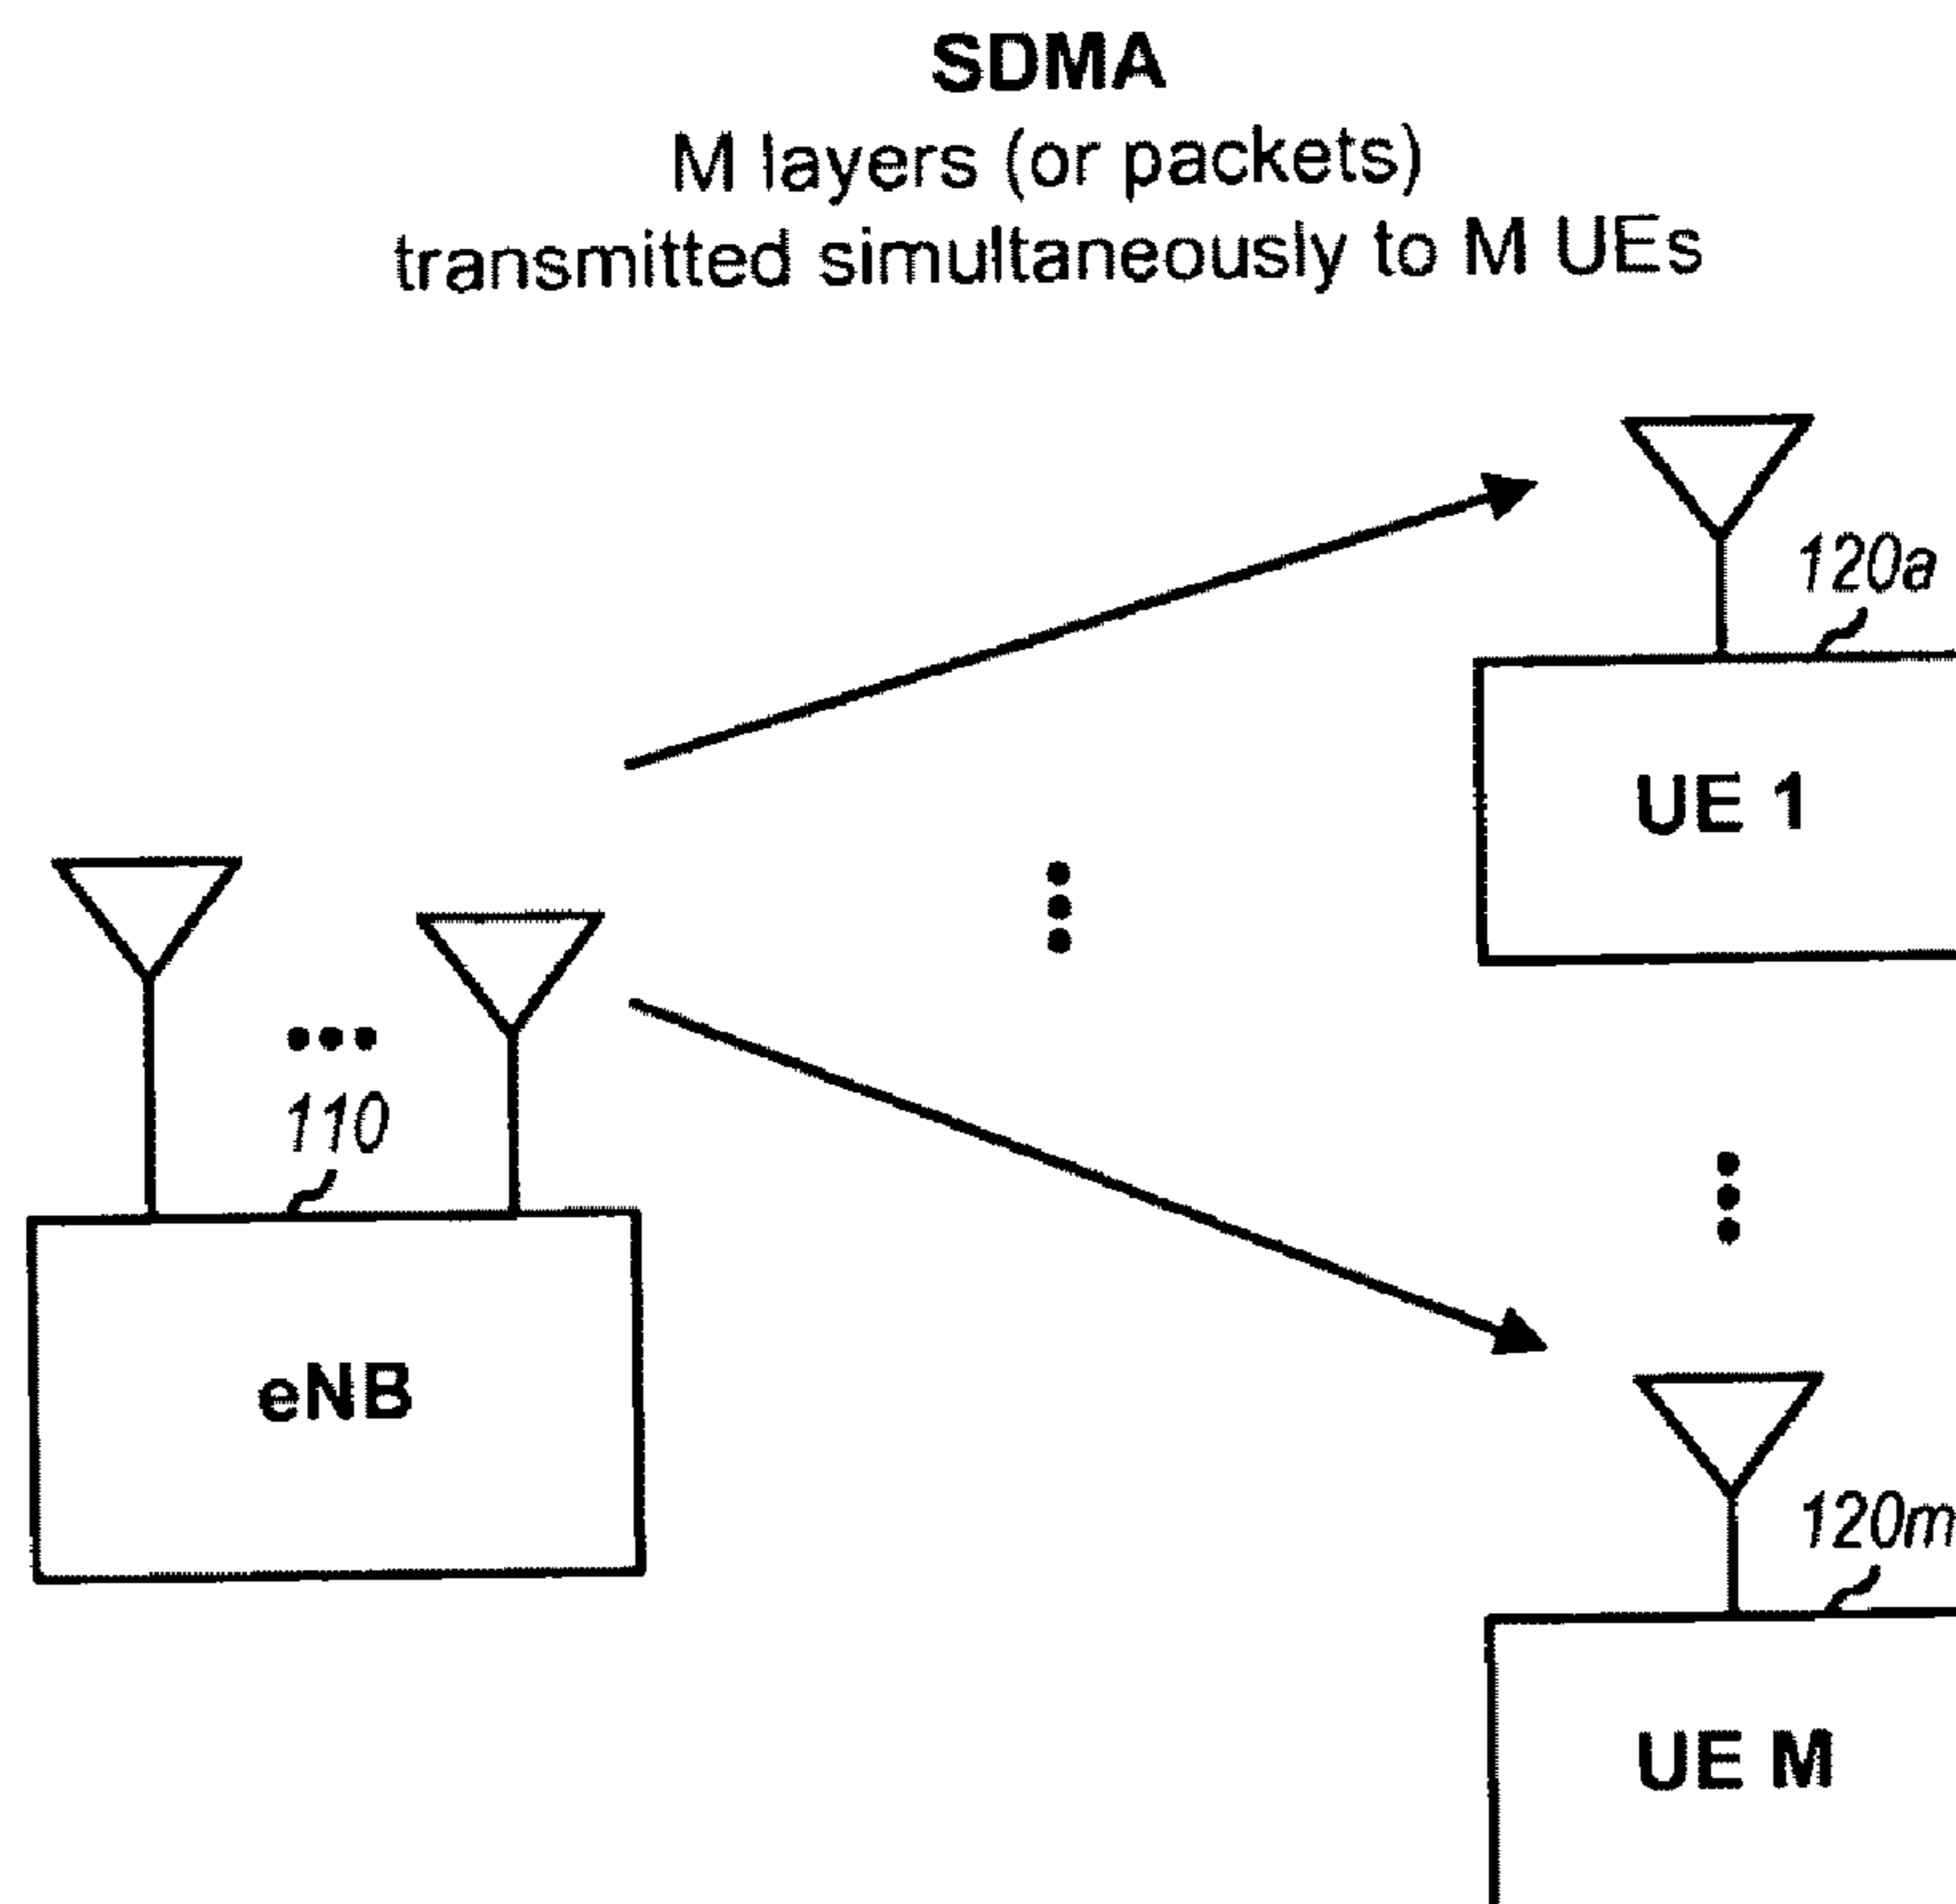 SDMA
M layers (or packets)
transmitted simultaneously to M UEs
120a
UE 1
110
eNB
120m
UE M